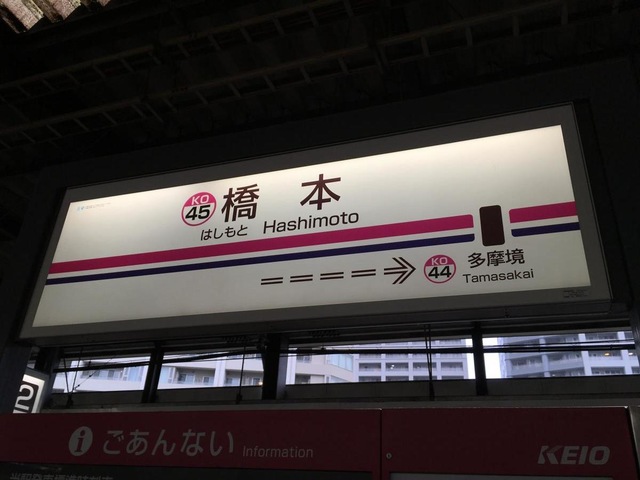 KO
45
橋本
はしもと Hashimoto
KO
44
多摩境
Tamasakai
2
ごあんない Information
KEIO